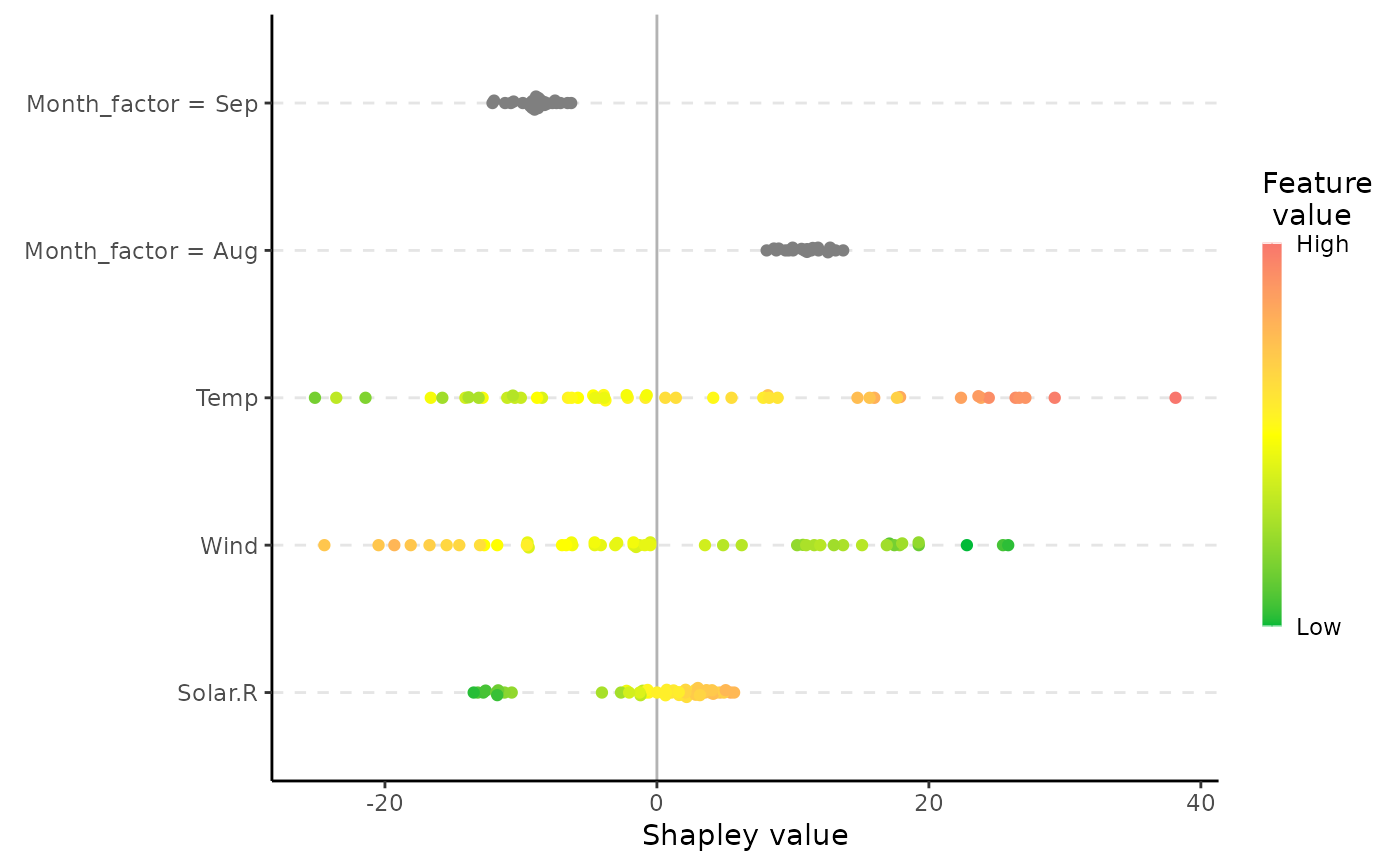 Month_factor = Sep
Month_factor = Aug
Temp
Wind
Solar.R
-20
0
20
40
Shapley value
Feature
value
High
Low